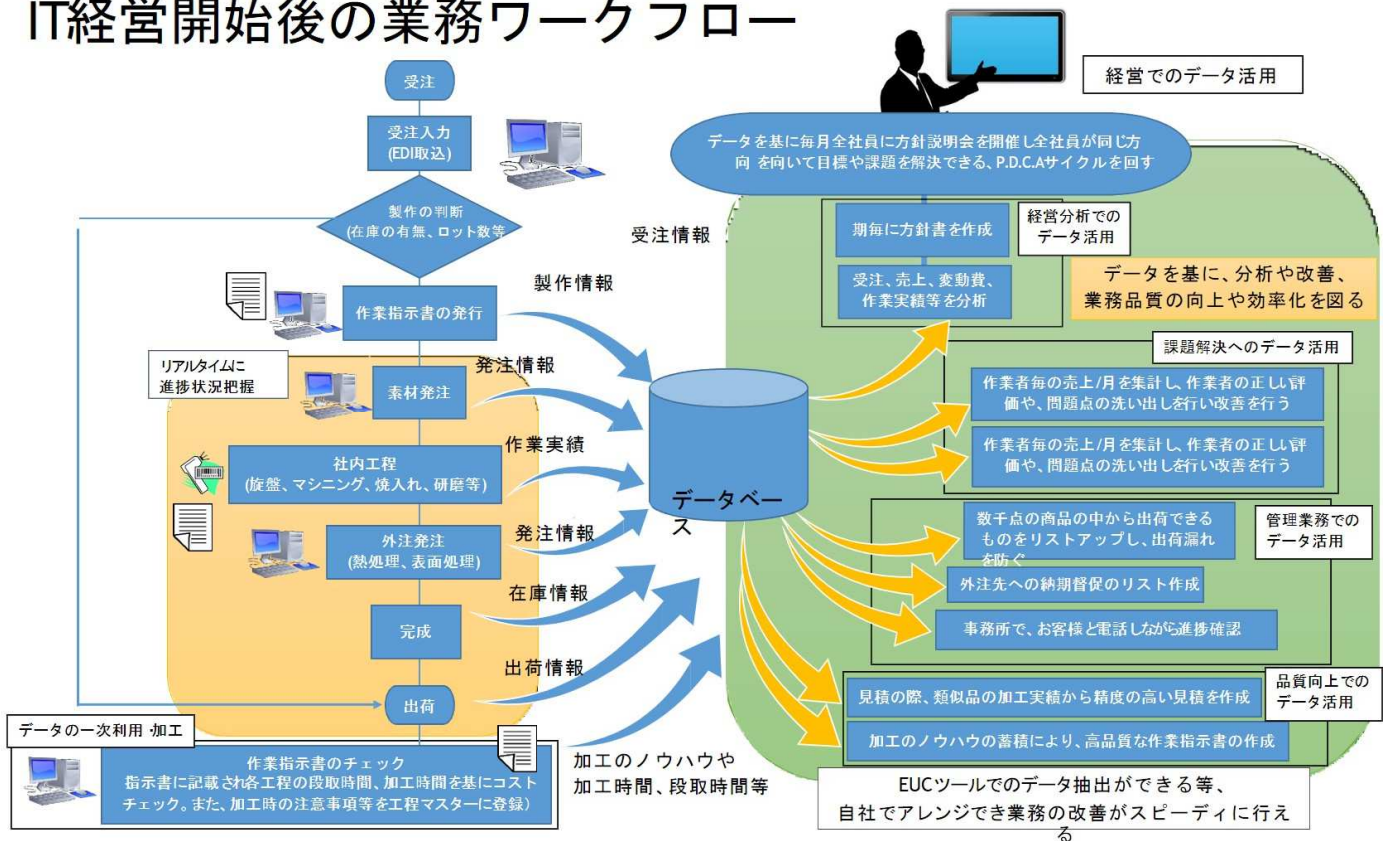 IT経営開始後の業務ワークフロー
受注
受注入力
(EDI取込)
製作の判断
(在庫の有無、ロット数等
作業指示書の発行
リアルタイムに
進捗状況把握
素材発注
社内工程
(旋盤、マシニング、焼入れ、研磨等)
外注発注
(熱処理、表面処理)
完成
出荷
データの一次利用・加工
作業指示書のチェック
指示書に記載され各工程の段取時間、加工時間を基にコスト
チェック。また、加工時の注意事項等を工程マスターに登録)
受注情報
製作情報
発注情報
作業実績
発注情報
在庫情報
出荷情報
加工のノウハウや
加工時間、段取時間等
データベー
ス
経営でのデータ活用
データを基に毎月全社員に方針説明会を開催し全社員が同じ方
向 を向いて目標や課題を解決できる、P.D.C.Aサイクルを回す
期毎に方針書を作成
経営分析での
データ活用
受注、売上、変動費、
作業実績等を分析
データを基に、分析や改善、
業務品質の向上や効率化を図る
課題解決へのデータ活用
作業者毎の売上/月を集計し、作業者の正しい評
価や、問題点の洗い出しを行い改善を行う
作業者毎の売上/月を集計し、作業者の正しい評
価や、問題点の洗い出しを行い改善を行う
数千点の商品の中から出荷できる
ものをリストアップし、出荷漏れ
を防ぐ
管理業務での
データ活用
外注先への納期督促のリスト作成
事務所で、お客様と電話しながら進捗確認
品質向上での
データ活用
見積の際、類似品の加工実績から精度の高い見積を作成
加工のノウハウの蓄積により、高品質な作業指示書の作成
EUCツールでのデータ抽出ができる等、
自社でアレンジでき業務の改善がスピーディに行え
る